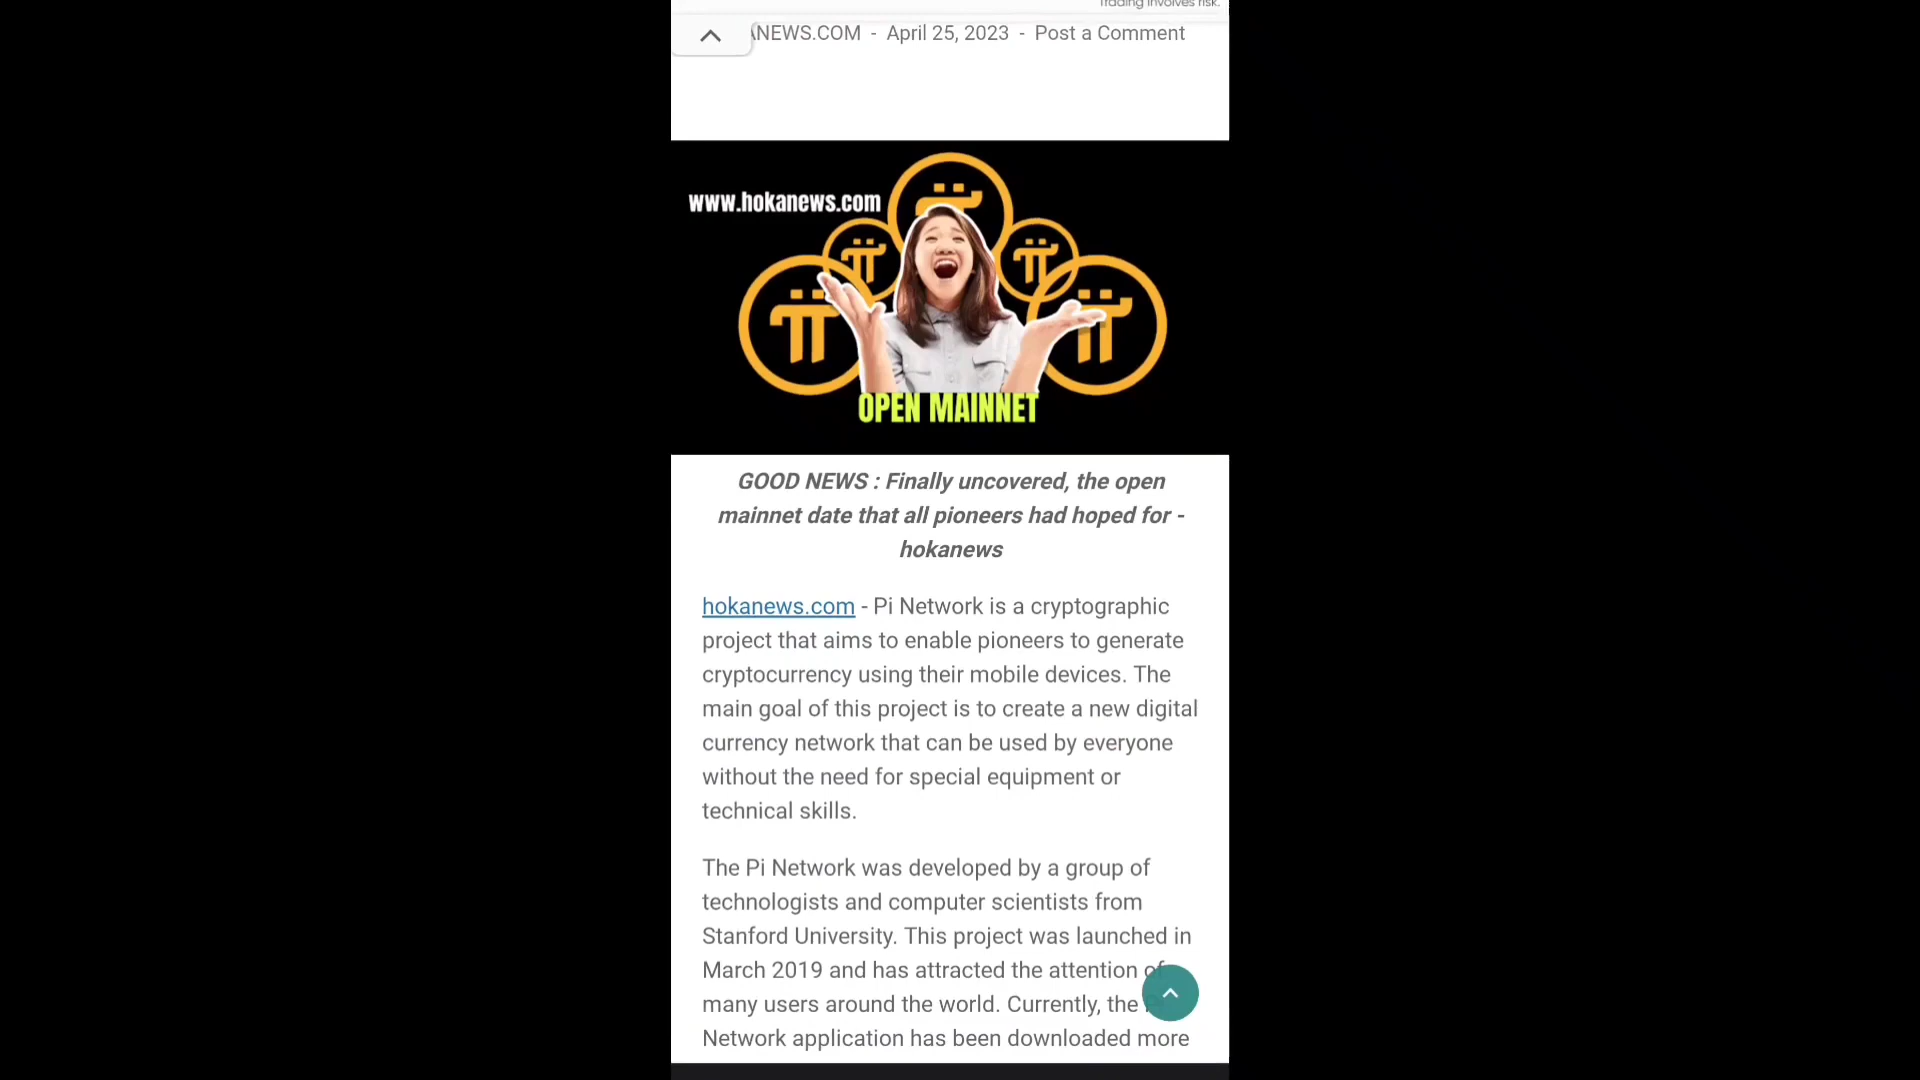 Trading involves risk.
NEWS.COM - April 25, 2023 - Post a Comment
www.hokanews.com
OPEN MAINNET
GOOD NEWS : Finally uncovered, the open
mainnet date that all pioneers had hoped for -
hokanews
hokanews.com - Pi Network is a cryptographic
project that aims to enable pioneers to generate
cryptocurrency using their mobile devices. The
main goal of this project is to create a new digital
currency network that can be used by everyone
without the need for special equipment or
technical skills.
The Pi Network was developed by a group of
technologists and computer scientists from
Stanford University. This project was launched in
March 2019 and has attracted the attention of
many users around the world. Currently, the
Network application has been downloaded more